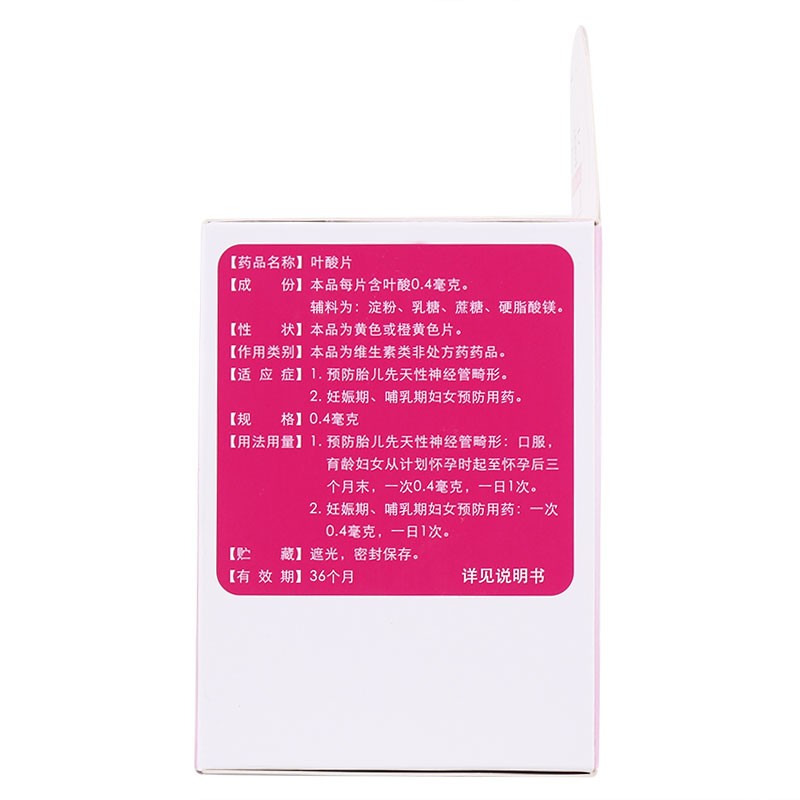 【药品名称】叶酸片
【成 份】本品每片含叶酸0.4毫克。
辅料为：淀粉、乳糖、蔗糖、硬脂酸镁。
【性 状】本品为黄色或橙黄色片。
【作用类别】本品为维生素类非处方药药品。
【适 应 症】1. 预防胎儿先天性神经管畸形。
2. 妊娠期、哺乳期妇女预防用药。
【规 格】0.4毫克
【用法用量】1. 预防胎儿先天性神经管畸形：口服，
育龄妇女从计划怀孕时起至怀孕后三
个月末，一次0.4毫克，一日1次。
2. 妊娠期、哺乳期妇女预防用药：一次
0.4毫克，一日1次。
【贮 藏】遮光，密封保存。
【有 效 期】36个月 详见说明书